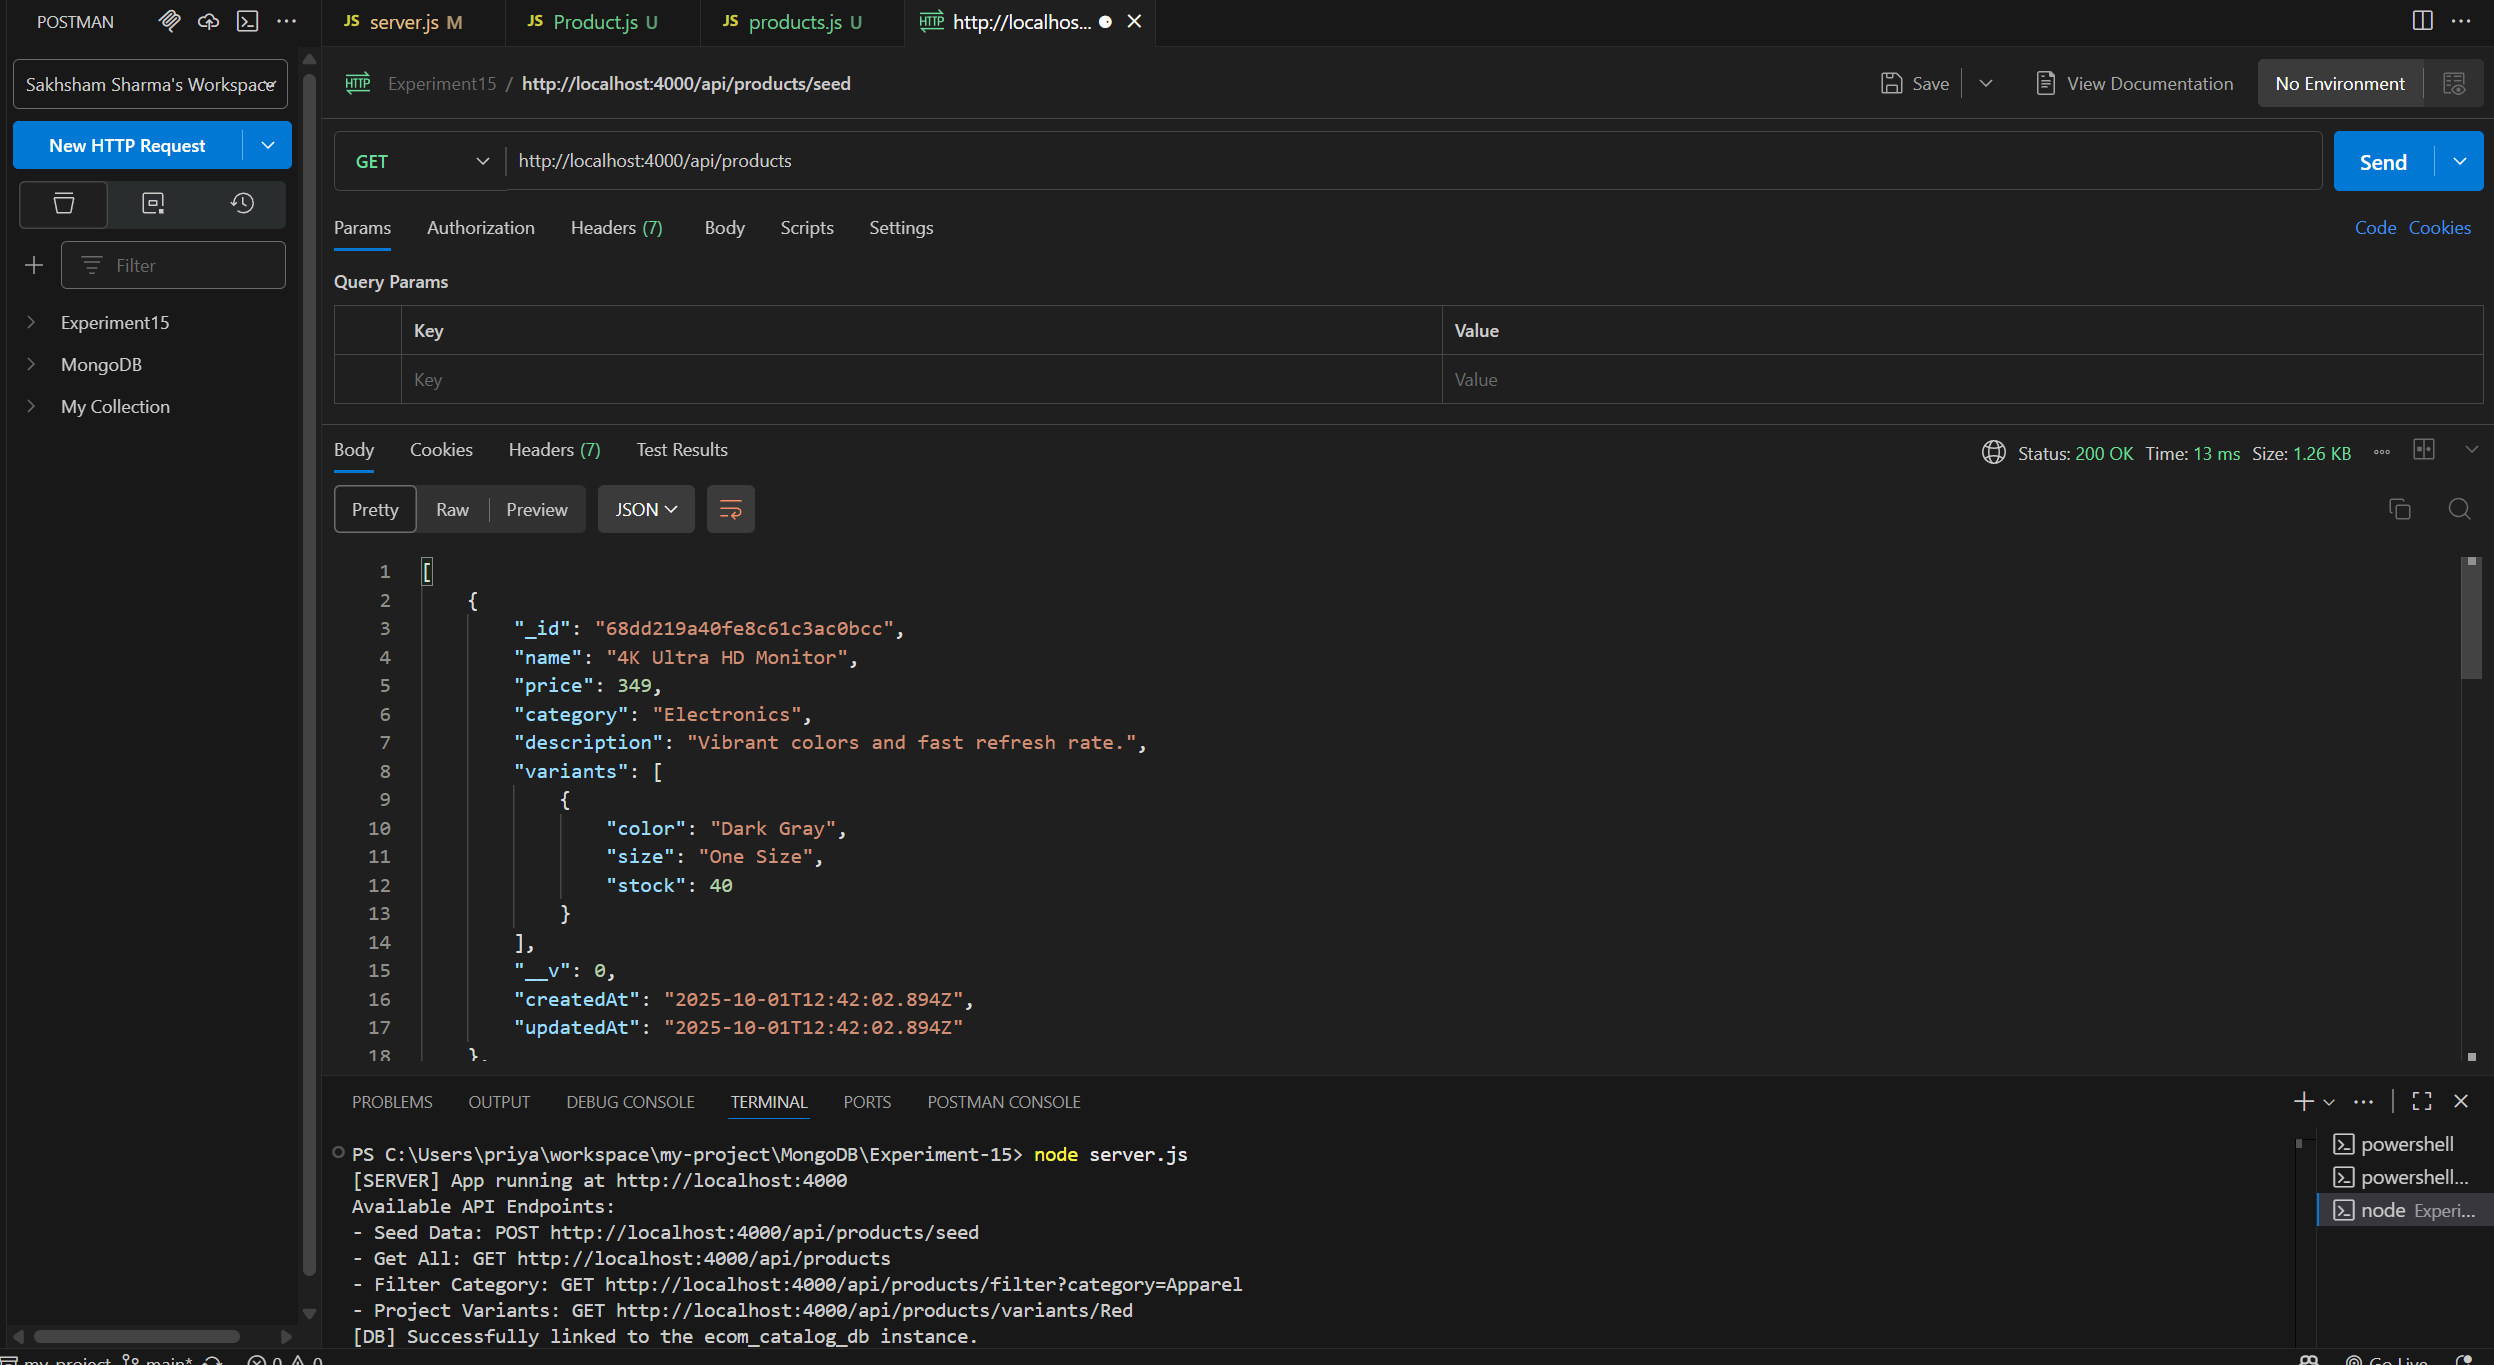 POSTMAN
JS server.js M
JS Product.js U
JS products.js U
HTTP http://localhos...
Sakhsham Sharma's Workspace
New HTTP Request
Filter
Experiment15
MongoDB
My Collection
HTTP Experiment15 / http://localhost:4000/api/products/seed
Save
View Documentation
No Environment
GET http://localhost:4000/api/products
Send
Params Authorization Headers (7) Body Scripts Settings
Code Cookies
Query Params
Key Value
Key Value
Body Cookies Headers (7) Test Results
Status: 200 OK Time: 13 ms Size: 1.26 KB
Pretty Raw Preview JSON
1 [
2 {
3 "_id": "68dd219a40fe8c61c3ac0bcc",
4 "name": "4K Ultra HD Monitor",
5 "price": 349,
6 "category": "Electronics",
7 "description": "Vibrant colors and fast refresh rate.",
8 "variants": [
9 {
10 "color": "Dark Gray",
11 "size": "One Size",
12 "stock": 40
13 }
14 ],
15 "__v": 0,
16 "createdAt": "2025-10-01T12:42:02.894Z",
17 "updatedAt": "2025-10-01T12:42:02.894Z"
18 },
PROBLEMS OUTPUT DEBUG CONSOLE TERMINAL PORTS POSTMAN CONSOLE
PS C:\Users\priya\workspace\my-project\MongoDB\Experiment-15> node server.js
[SERVER] App running at http://localhost:4000
Available API Endpoints:
- Seed Data: POST http://localhost:4000/api/products/seed
- Get All: GET http://localhost:4000/api/products
- Filter Category: GET http://localhost:4000/api/products/filter?category=Apparel
- Project Variants: GET http://localhost:4000/api/products/variants/Red
[DB] Successfully linked to the ecom_catalog_db instance.
powershell
powershell...
node Experi...
my-project main* 0 0
Go Live